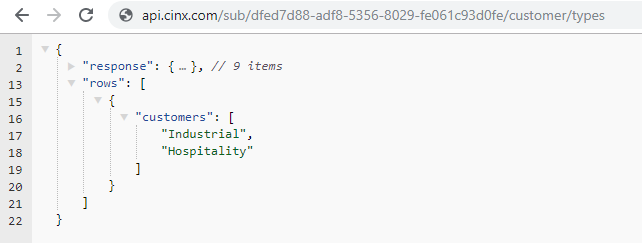 api.cinx.com/sub/dfed7d88-adf8-5356-8029-fe061c93d0fe/customer/types
1 {
2 "response": { … }, // 9 items
13 "rows": [
15 {
16 "customers": [
17 "Industrial",
18 "Hospitality"
19 ]
20 }
21 ]
22 }